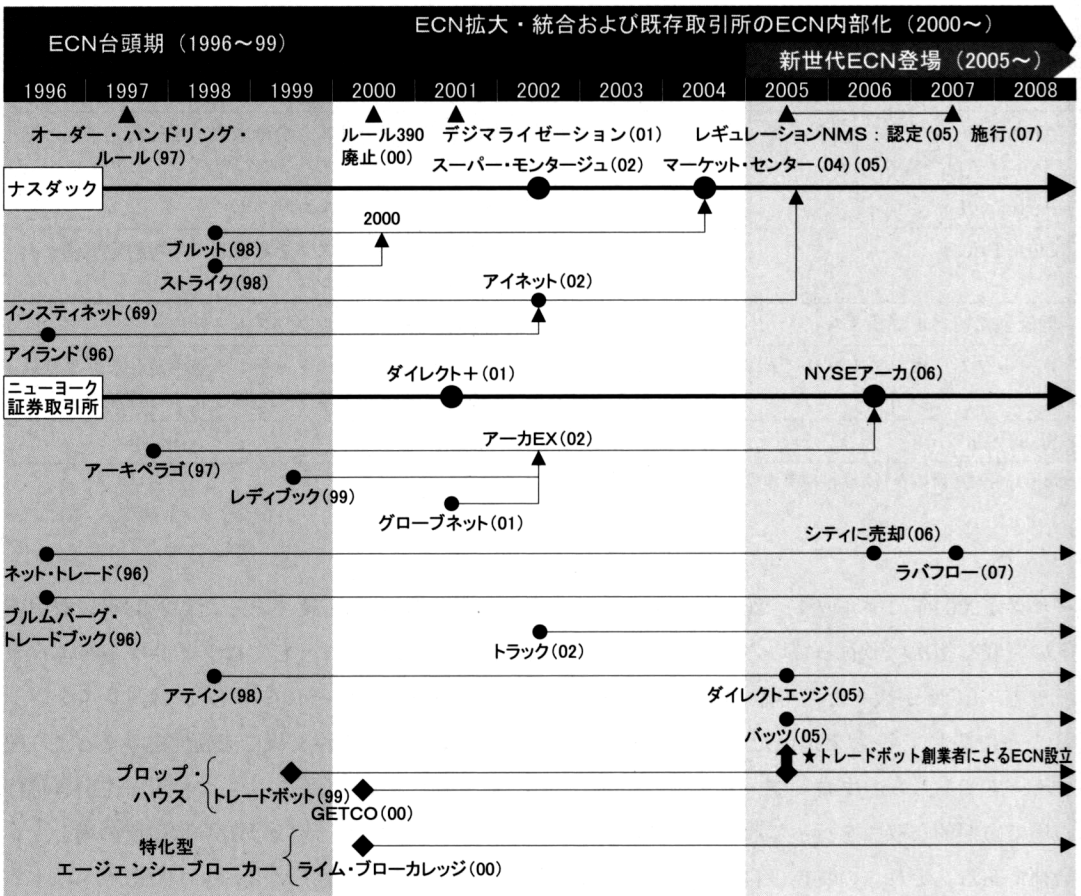 ECN拡大・統合および既存取引所のECN内部化（2000～）
ECN台頭期（1996～99）
新世代ECN登場（2005～）
1996 1997 1998 1999 2000 2001 2002 2003 2004 2005 2006 2007 2008
オーダー・ハンドリング・
ルール(97)
ルール390
廃止(00)
デジマライゼーション(01)
レギュレーションNMS：認定(05) 施行(07)
スーパー・モンタージュ(02)
マーケット・センター(04)(05)
ナスダック
2000
ブルット(98)
ストライク(98)
アイネット(02)
インスティネット(69)
アイランド(96)
ダイレクト＋(01)
NYSEアーカ(06)
ニューヨーク
証券取引所
アーカEX(02)
アーキペラゴ(97)
レディブック(99)
グローブネット(01)
シティに売却(06)
ネット・トレード(96)
ラバフロー(07)
ブルムバーグ・
トレードブック(96)
トラック(02)
アテイン(98)
ダイレクトエッジ(05)
バッツ(05)
★トレードボット創業者によるECN設立
プロップ・
ハウス
トレードボット(99)
GETCO(00)
特化型
エージェンシーブローカー
ライム・ブローカレッジ(00)